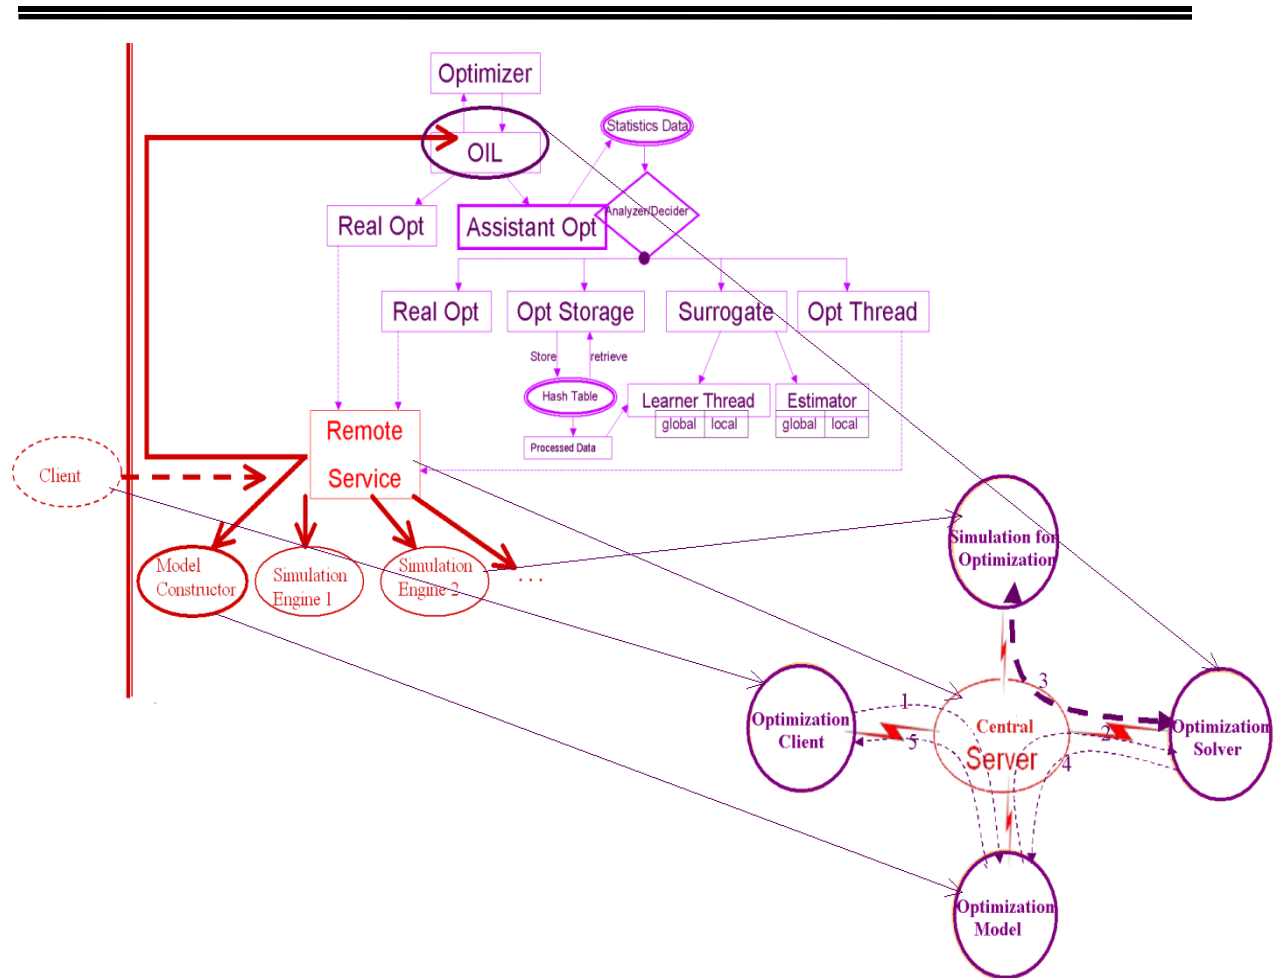 Optimizer
Statistics Data
OIL
Analyzer/Decider
Real Opt
Assistant Opt
Real Opt
Opt Storage
Surrogate
Opt Thread
Store
retrieve
Hash Table
Learner Thread
global
local
Estimator
global
local
Processed Data
Remote
Service
Client
Model
Constructor
Simulation
Engine 1
Simulation
Engine 2
...
Simulation for
Optimization
Optimization
Client
1
5
Central
Server
3
2
4
Optimization
Solver
Optimization
Model